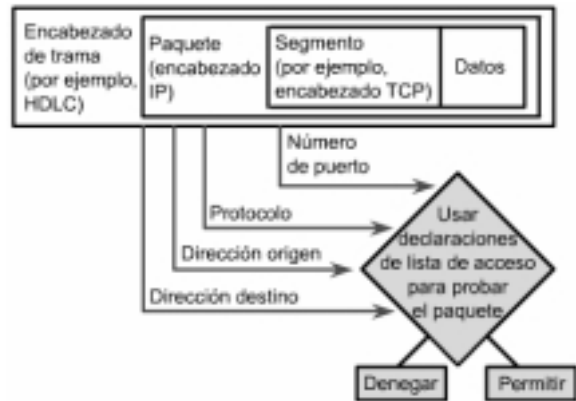 Encabezado
de trama
(por ejemplo,
HDLC)
Paquete
(encabezado
IP)
Segmento
(por ejemplo,
encabezado TCP)
Datos
Número
de puerto
Protocolo
Dirección origen
Dirección destino
Usar
declaraciones
de lista de acceso
para probar
el paquete
Denegar
Permitir